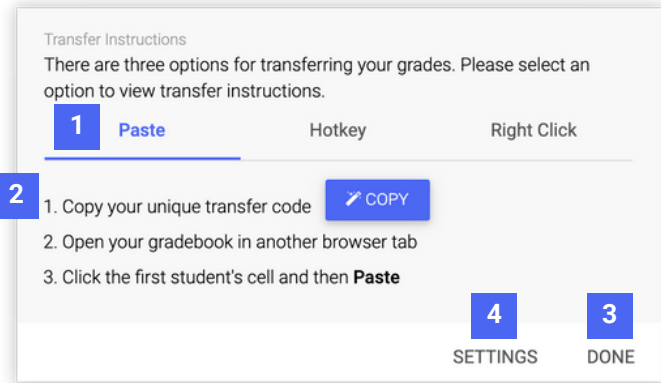 Transfer Instructions
There are three options for transferring your grades. Please select an
option to view transfer instructions.
1 Paste Hotkey Right Click
2
1. Copy your unique transfer code COPY
2. Open your gradebook in another browser tab
3. Click the first student's cell and then Paste
4 3
SETTINGS DONE